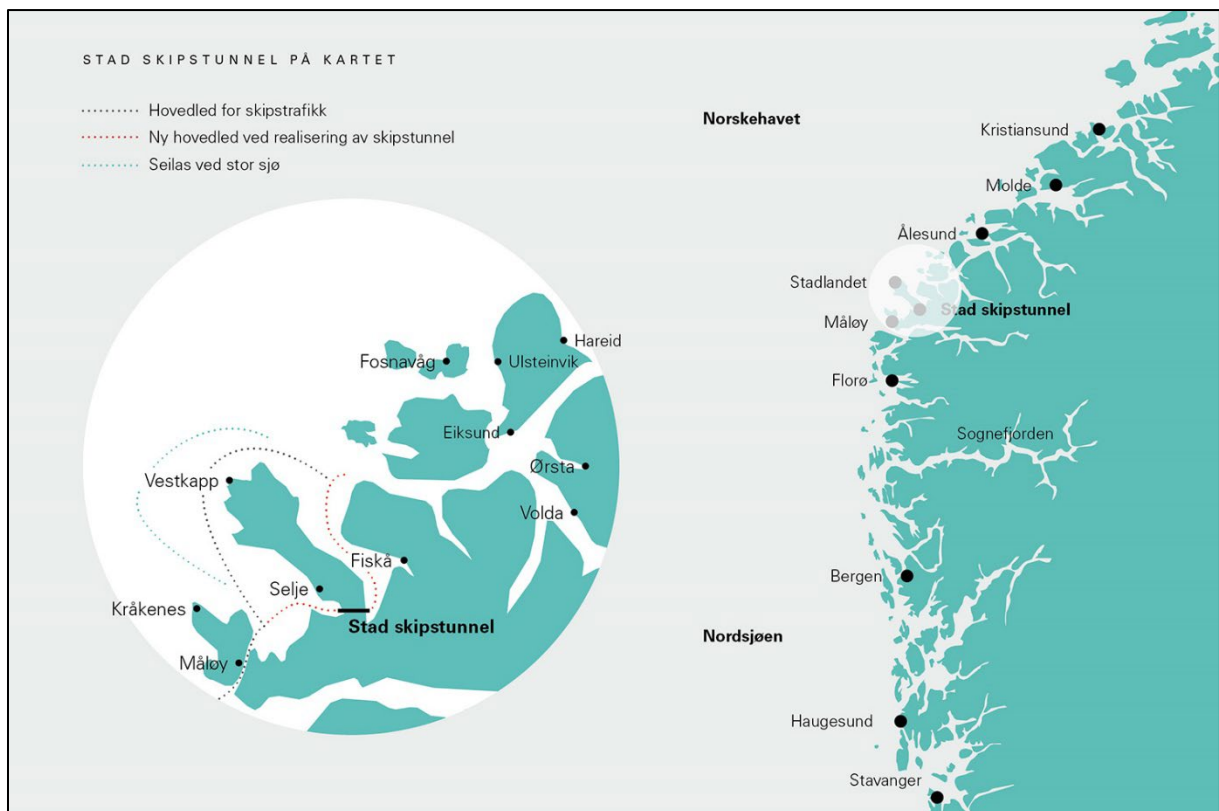 STAD SKIPSTUNNEL PÅ KARTET
Hovedled for skipstrafikk
Ny hovedled ved realisering av skipstunnel
Seilas ved stor sjø
Norskehavet
Kristiansund
Molde
Ålesund
Stadlandet
Stad skipstunnel
Måløy
Florø
Sognefjorden
Bergen
Nordsjøen
Haugesund
Stavanger
Hareid
Fosnavåg
Ulsteinvik
Eiksund
Ørsta
Vestkapp
Volda
Fiskå
Selje
Kråkenes
Stad skipstunnel
Måløy